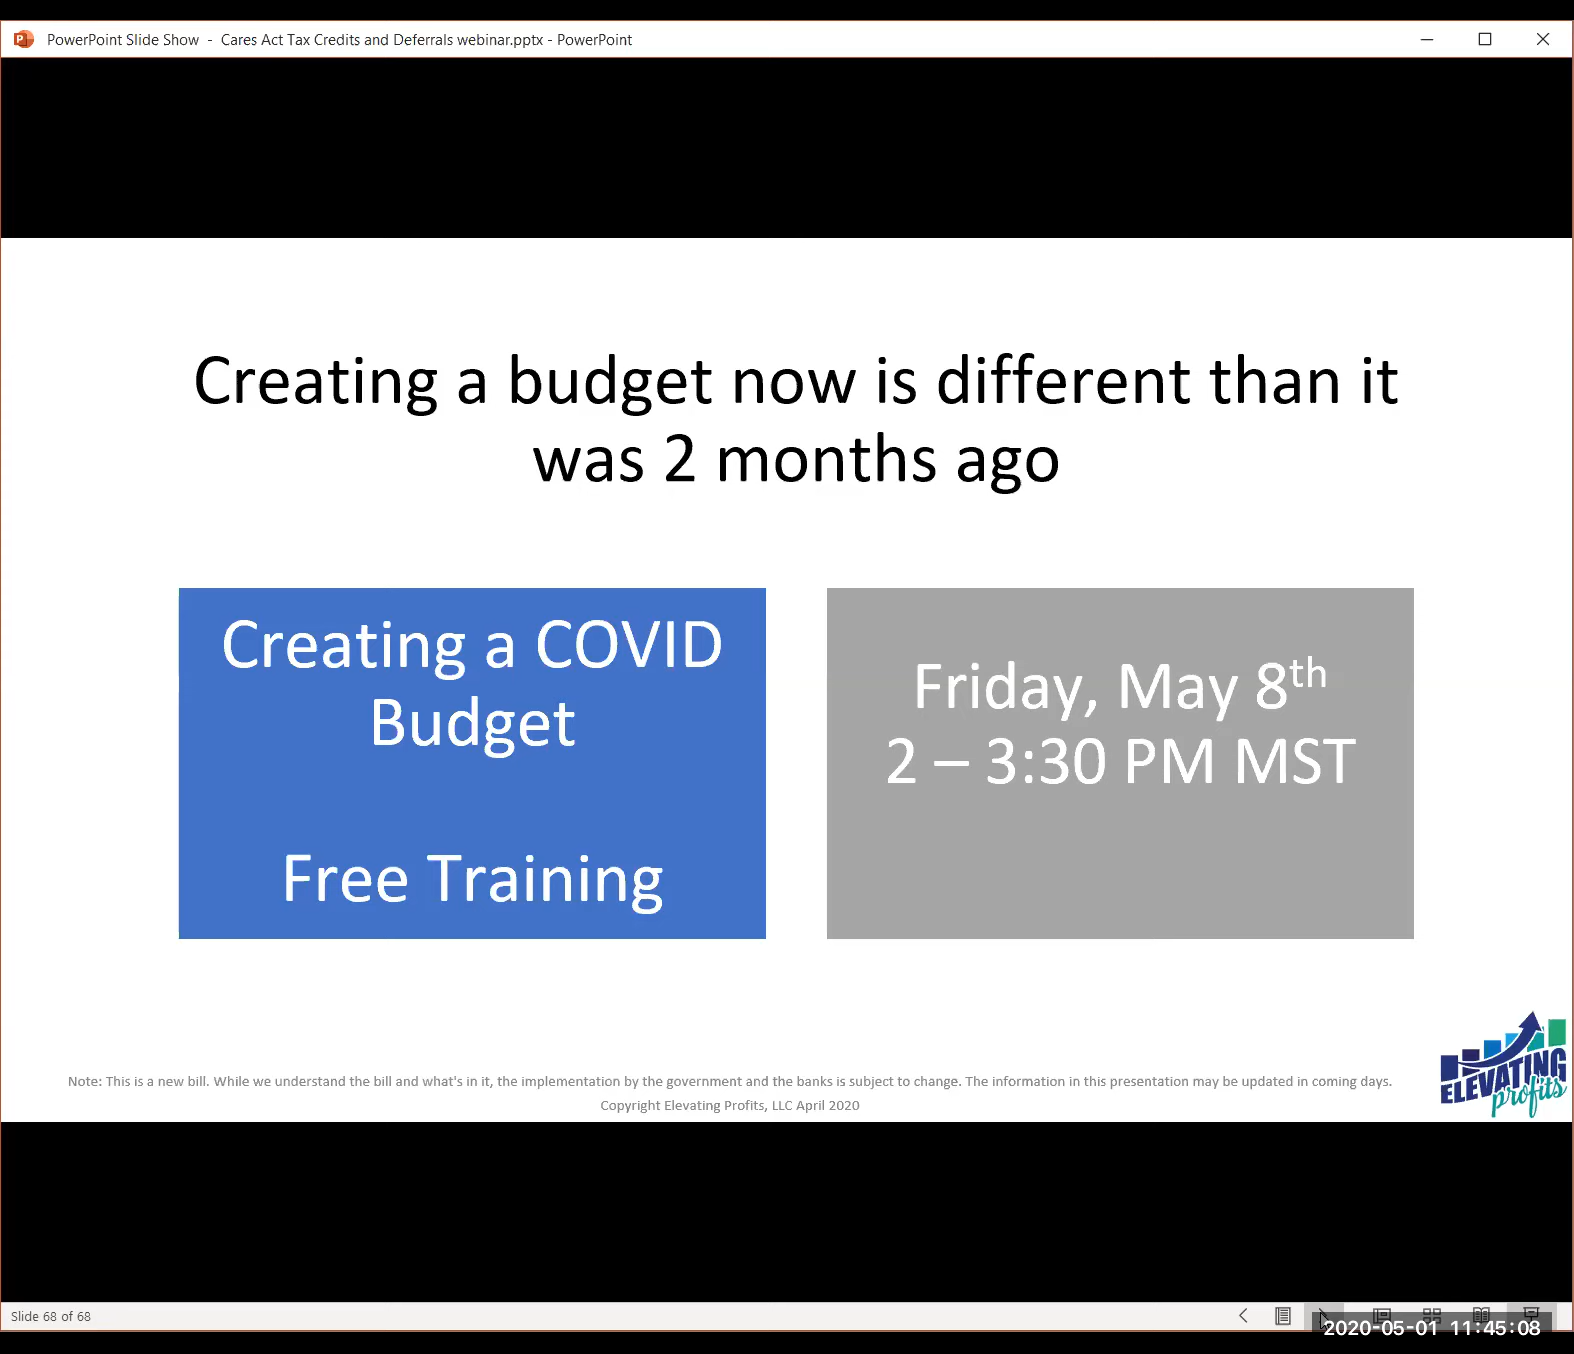 PowerPoint Slide Show - Cares Act Tax Credits and Deferrals webinar.pptx - PowerPoint
Creating a budget now is different than it
was 2 months ago
Creating a COVID
Budget
Free Training
Friday, May 8th
2 – 3:30 PM MST
Note: This is a new bill. While we understand the bill and what's in it, the implementation by the government and the banks is subject to change. The information in this presentation may be updated in coming days.
Copyright Elevating Profits, LLC April 2020
ELEVATING
profits
Slide 68 of 68
2020-05-01 11:45:08